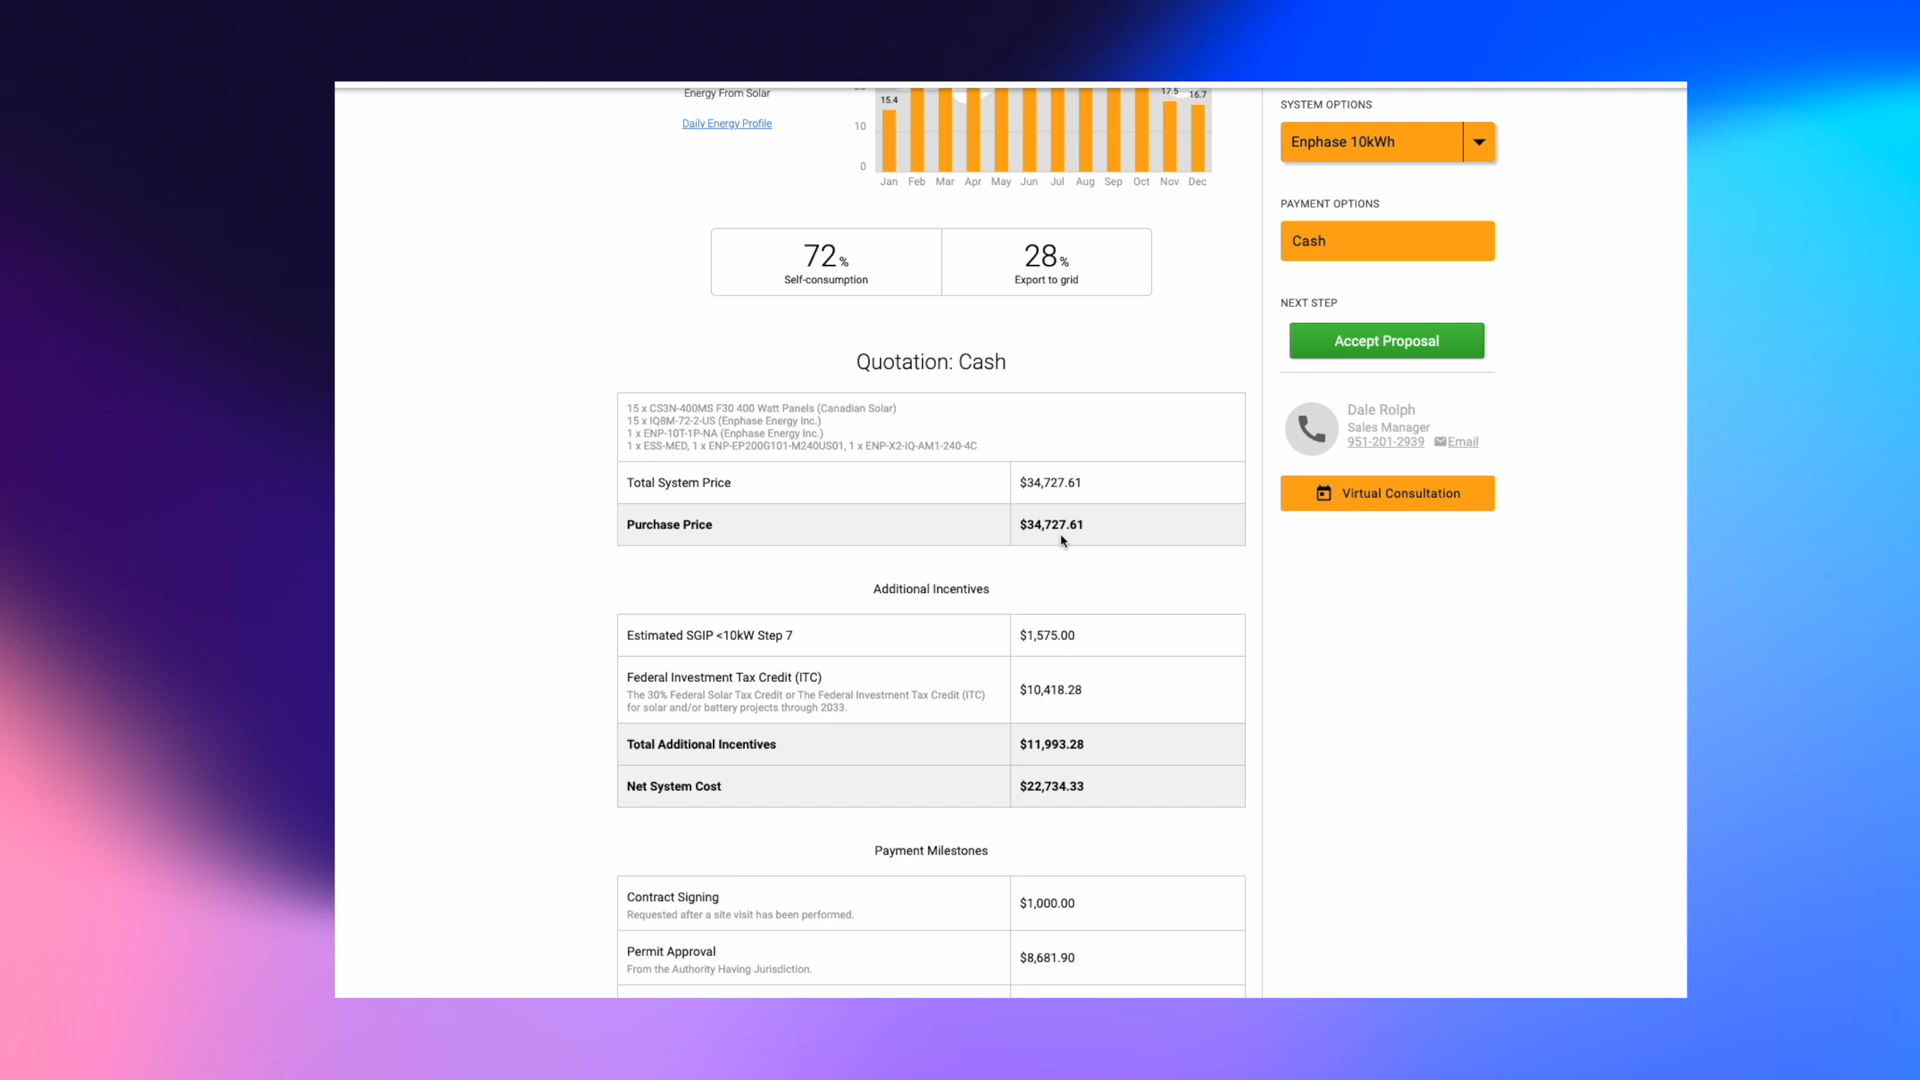 Energy From Solar
Daily Energy Profile
15.4
17.5
16.7
10
0
Jan Feb Mar Apr May Jun Jul Aug Sep Oct Nov Dec
72%
Self-consumption
28%
Export to grid
Quotation: Cash
15 x CS3N-400MS F30 400 Watt Panels (Canadian Solar)
15 x IQ8M-72-2-US (Enphase Energy Inc.)
1 x ENP-10T-1P-NA (Enphase Energy Inc.)
1 x ESS-MED, 1 x ENP-EP200G101-M240US01, 1 x ENP-X2-IQ-AM1-240-4C
Total System Price $34,727.61
Purchase Price $34,727.61
Additional Incentives
Estimated SGIP <10kW Step 7 $1,575.00
Federal Investment Tax Credit (ITC)
The 30% Federal Solar Tax Credit or The Federal Investment Tax Credit (ITC)
for solar and/or battery projects through 2033.
$10,418.28
Total Additional Incentives $11,993.28
Net System Cost $22,734.33
Payment Milestones
Contract Signing
Requested after a site visit has been performed.
$1,000.00
Permit Approval
From the Authority Having Jurisdiction.
$8,681.90
SYSTEM OPTIONS
Enphase 10kWh
PAYMENT OPTIONS
Cash
NEXT STEP
Accept Proposal
Dale Rolph
Sales Manager
951-201-2939 Email
Virtual Consultation